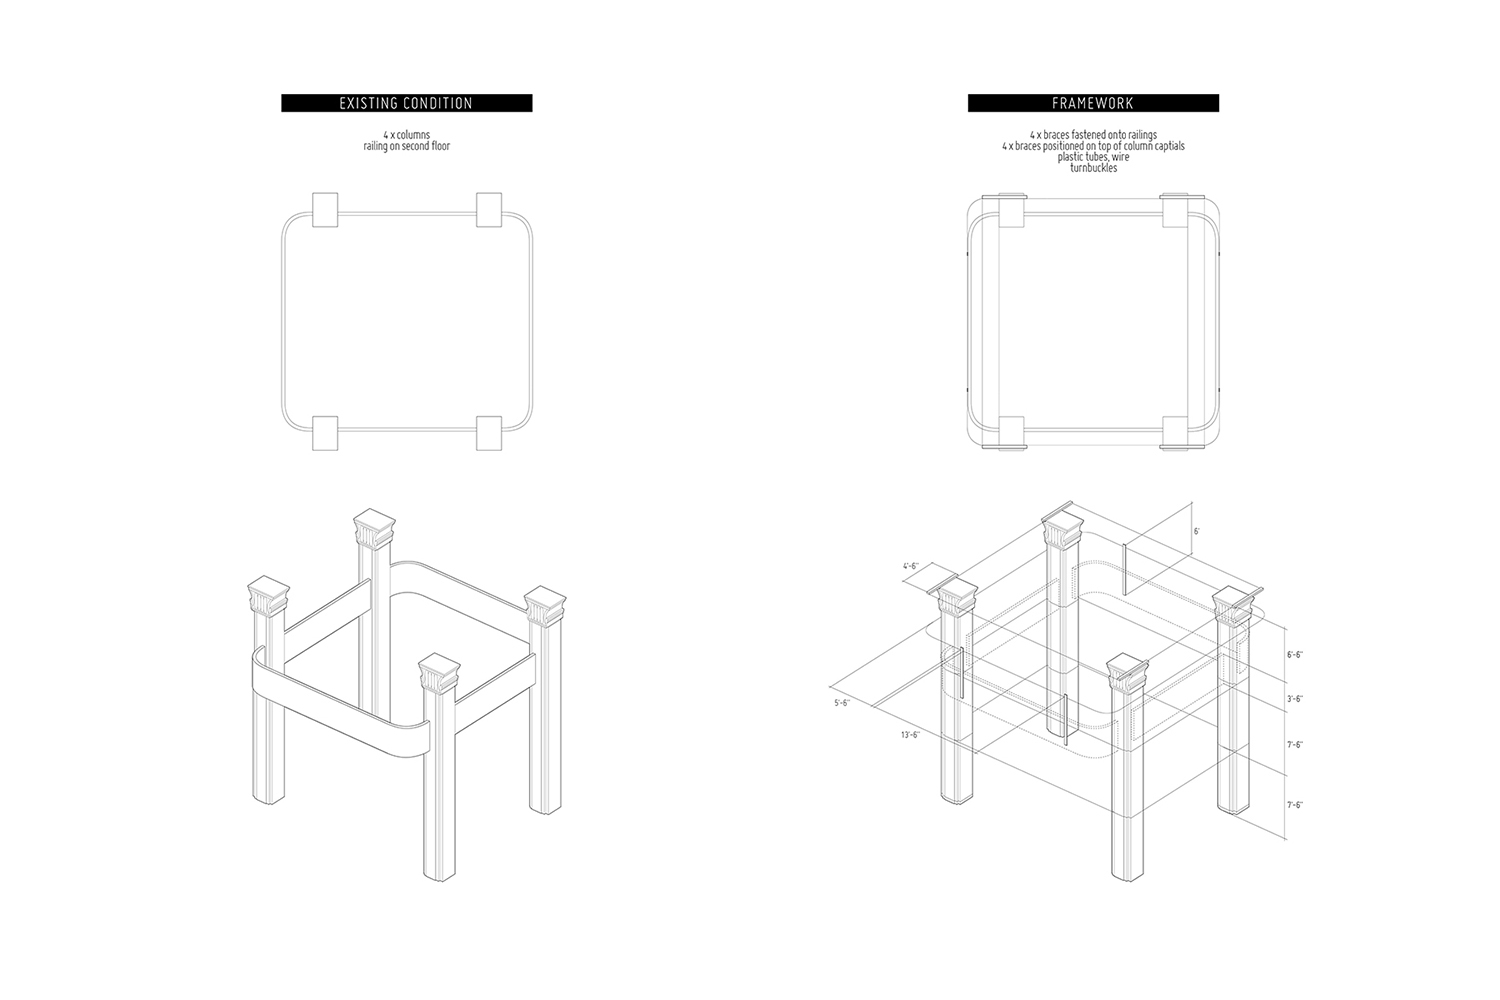 EXISTING CONDITION
4 x columns
railing on second floor
FRAMEWORK
4 x braces fastened onto railings
4 x braces positioned on top of column captials
plastic tubes, wire
turnbuckles
6'
4'-6"
6'-6"
3'-6"
5'-6"
13'-6"
7'-6"
7'-6"